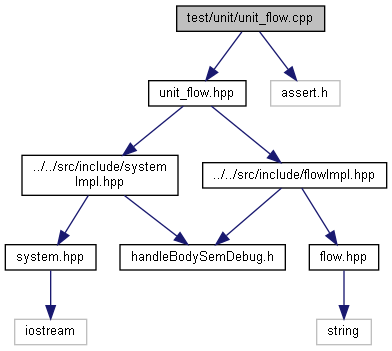 test/unit/unit_flow.cpp
unit_flow.hpp
assert.h
../../src/include/system
Impl.hpp
../../src/include/flowImpl.hpp
system.hpp
handleBodySemDebug.h
flow.hpp
iostream
string